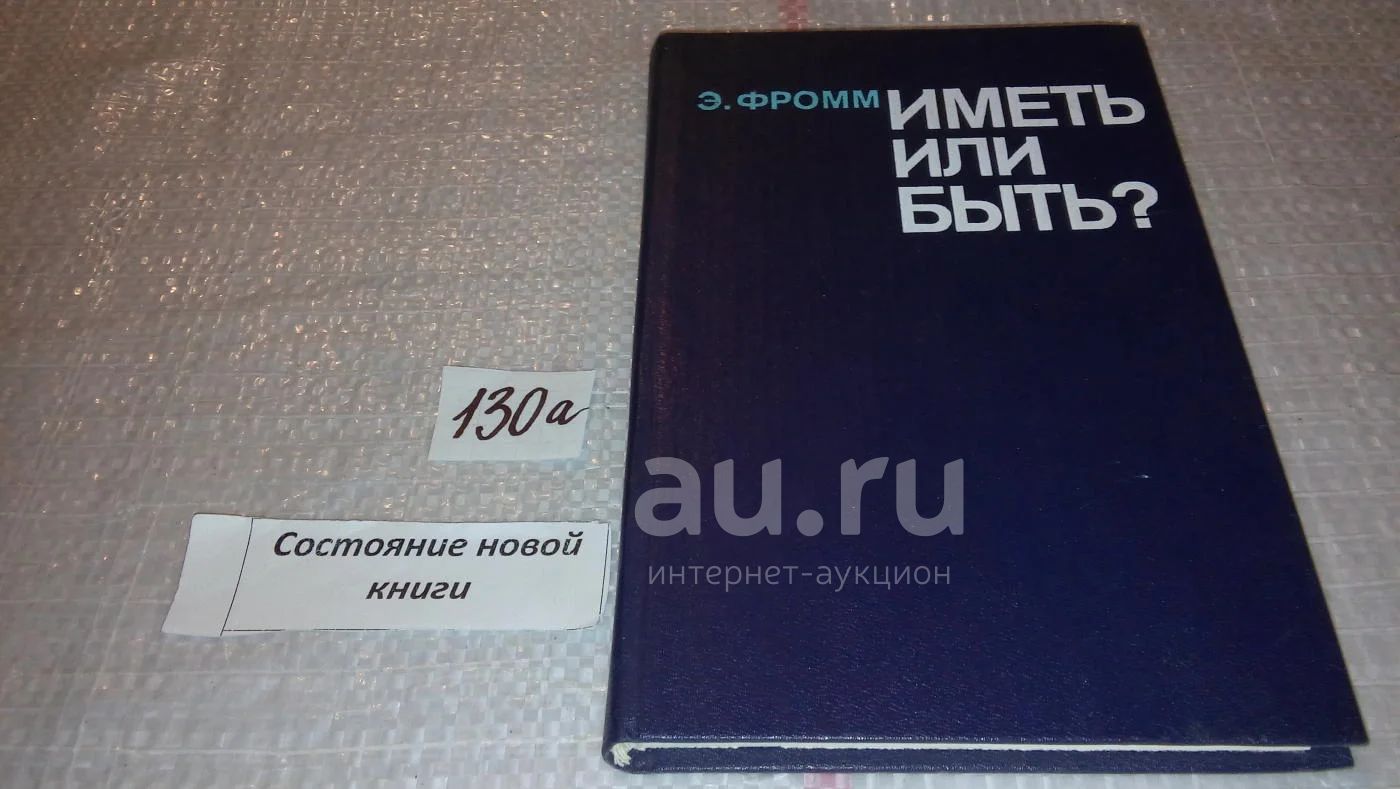 Э. ФРОММ ИМЕТЬ
ИЛИ
БЫТЬ?
130а
Состояние новой
книги
au.ru
интернет-аукцион